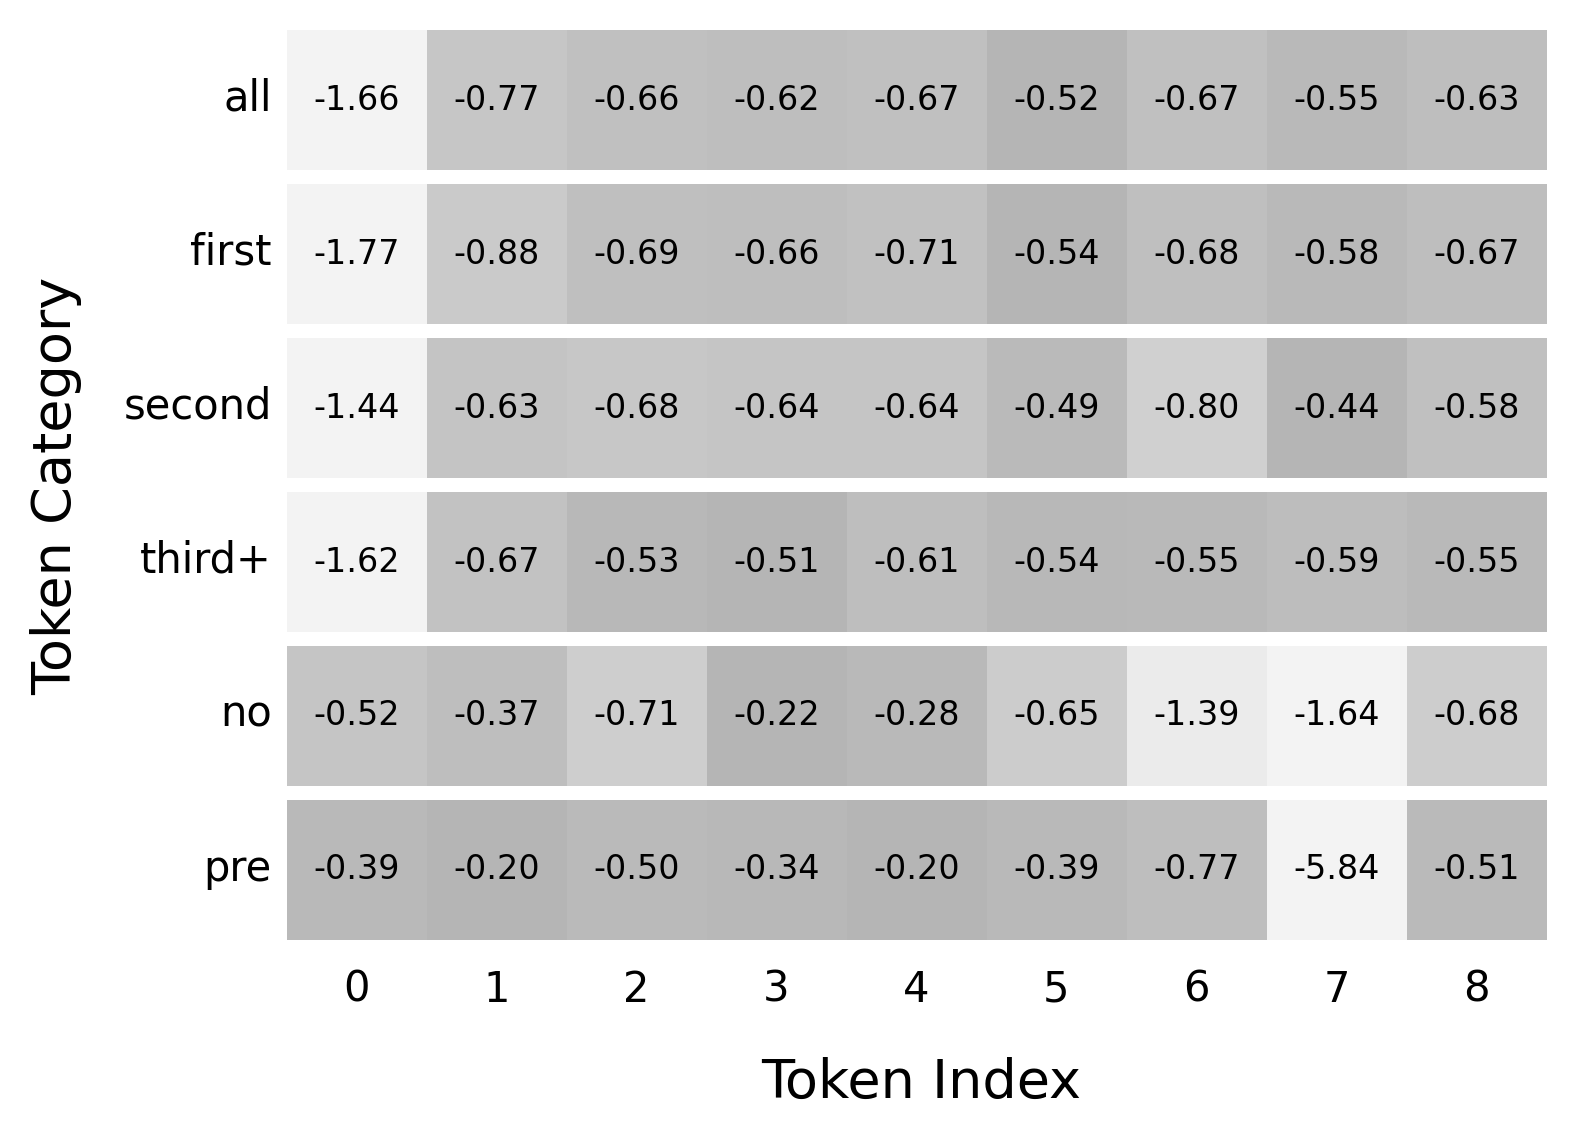 all -1.66 -0.77 -0.66 -0.62 -0.67 -0.52 -0.67 -0.55 -0.63
first -1.77 -0.88 -0.69 -0.66 -0.71 -0.54 -0.68 -0.58 -0.67
second -1.44 -0.63 -0.68 -0.64 -0.64 -0.49 -0.80 -0.44 -0.58
third+ -1.62 -0.67 -0.53 -0.51 -0.61 -0.54 -0.55 -0.59 -0.55
no -0.52 -0.37 -0.71 -0.22 -0.28 -0.65 -1.39 -1.64 -0.68
pre -0.39 -0.20 -0.50 -0.34 -0.20 -0.39 -0.77 -5.84 -0.51
0 1 2 3 4 5 6 7 8
Token Index
Token Category